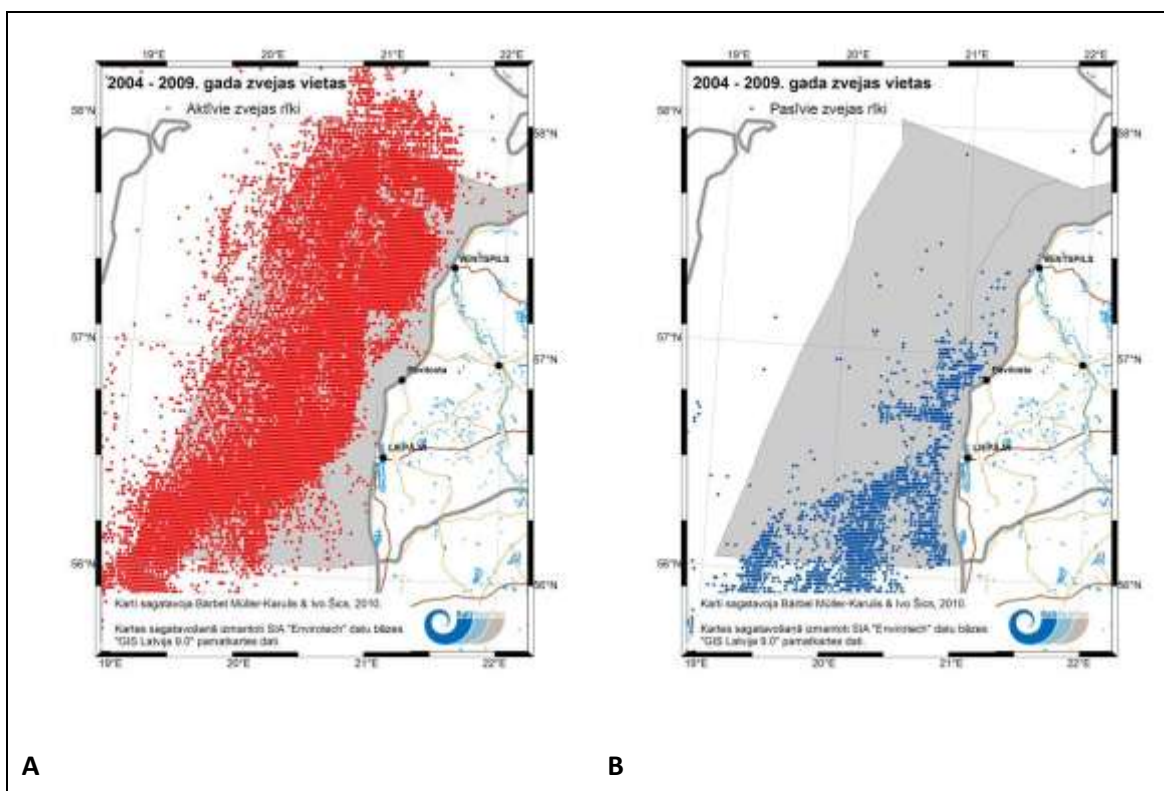 19°E 20°E 21°E 22°E
2004 - 2009. gada zvejas vietas
Aktīvie zvejas rīki
58°N 58°N
VENTSPILS
57°N 57°N
Pāvilosta
LIEPĀJA
56°N 56°N
Karti sagatavoja Bärbel Müller-Karulis & Ivo Šics, 2010.
Kartes sagatavošanā izmantoti SIA "Envirotech" datu bāzes
"GIS Latvija 9.0" pamatkartes dati.
19°E 20°E 21°E 22°E
A
19°E 20°E 21°E 22°E
2004 - 2009. gada zvejas vietas
Pasīvie zvejas rīki
58°N 58°N
VENTSPILS
57°N 57°N
Pāvilosta
LIEPĀJA
56°N 56°N
Karti sagatavoja Bärbel Müller-Karulis & Ivo Šics, 2010.
Kartes sagatavošanā izmantoti SIA "Envirotech" datu bāzes
"GIS Latvija 9.0" pamatkartes dati.
19°E 20°E 21°E 22°E
B